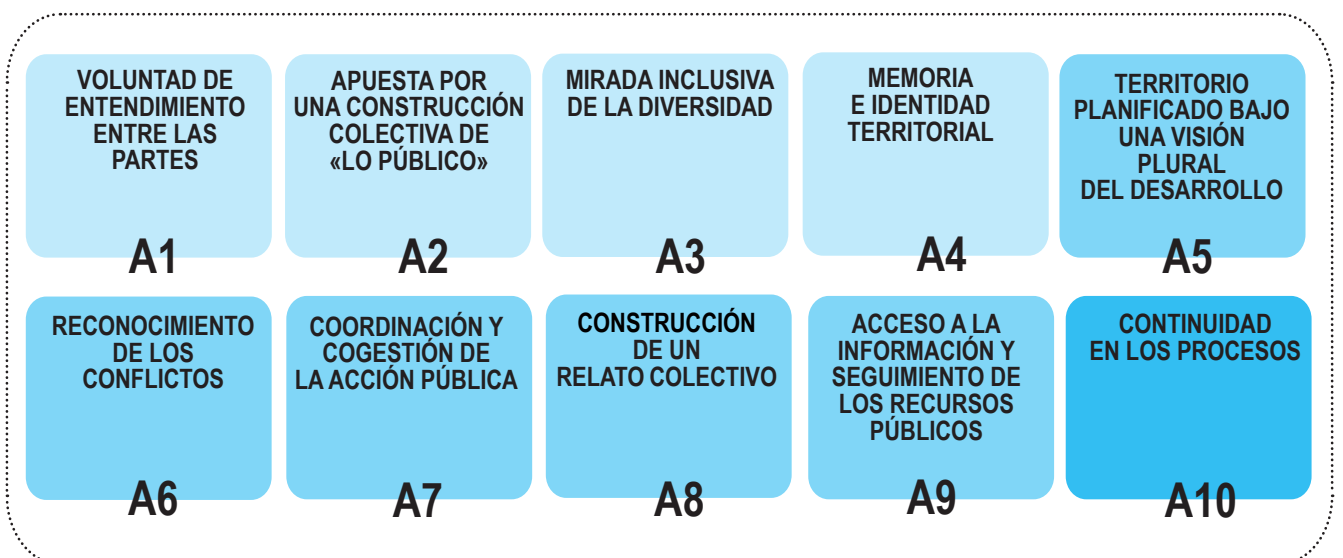 VOLUNTAD DE
ENTENDIMIENTO
ENTRE LAS
PARTES
A1
APUESTA POR
UNA CONSTRUCCIÓN
COLECTIVA DE
«LO PÚBLICO»
A2
MIRADA INCLUSIVA
DE LA DIVERSIDAD
A3
MEMORIA
E IDENTIDAD
TERRITORIAL
A4
TERRITORIO
PLANIFICADO BAJO
UNA VISIÓN
PLURAL
DEL DESARROLLO
A5
RECONOCIMIENTO
DE LOS
CONFLICTOS
A6
COORDINACIÓN Y
COGESTIÓN DE
LA ACCIÓN PÚBLICA
A7
CONSTRUCCIÓN
DE UN
RELATO COLECTIVO
A8
ACCESO A LA
INFORMACIÓN Y
SEGUIMIENTO DE
LOS RECURSOS
PÚBLICOS
A9
CONTINUIDAD
EN LOS PROCESOS
A10